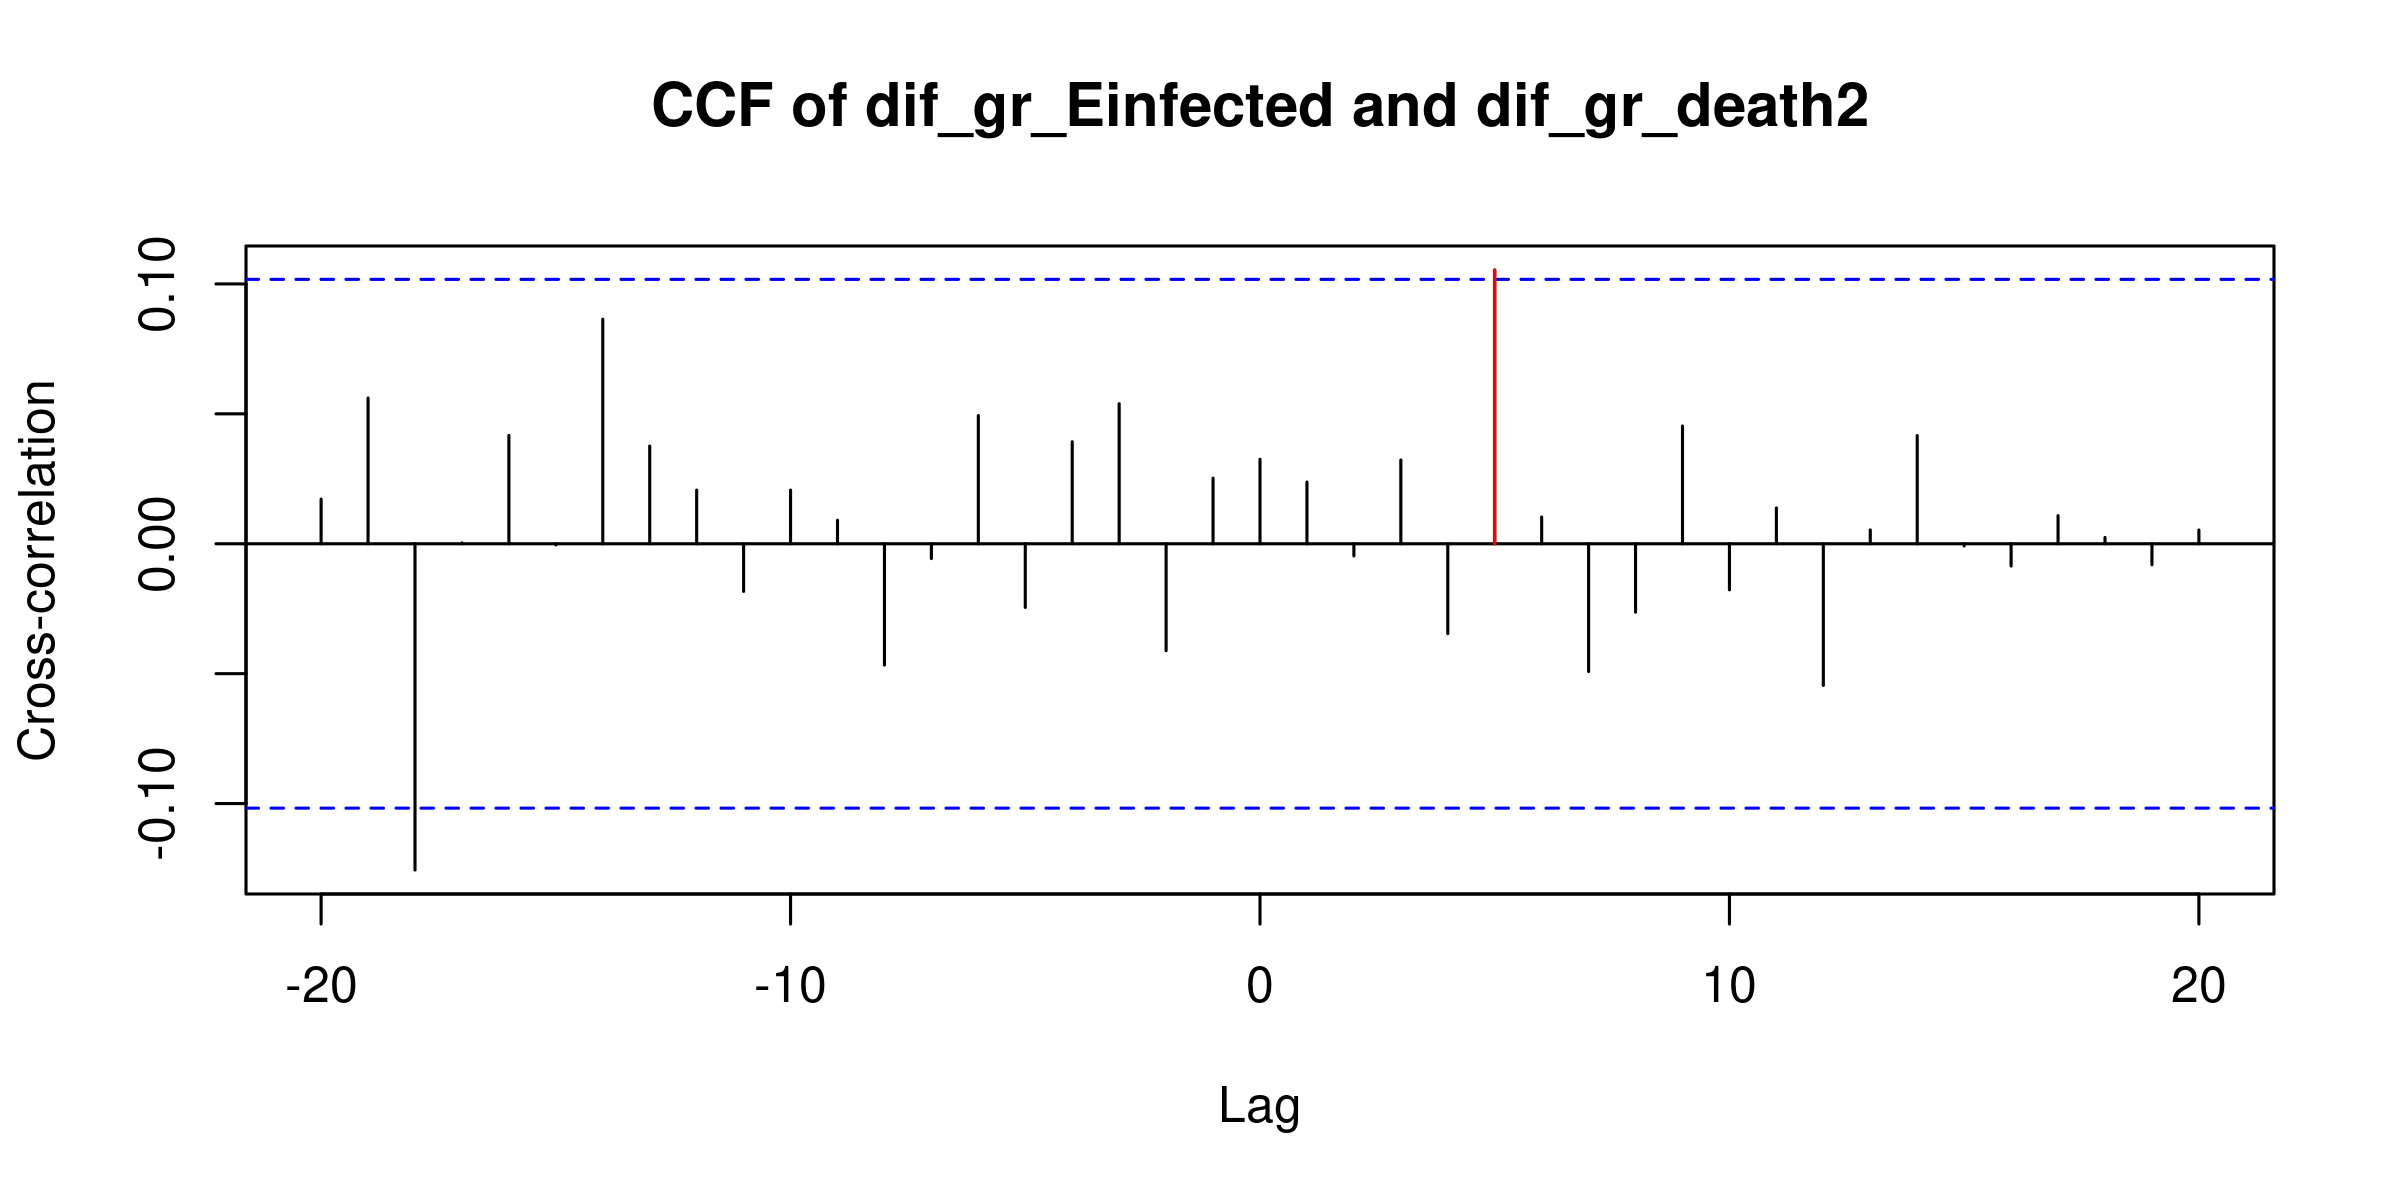 CCF of dif_gr_Einfected and dif_gr_death2
Cross-correlation
0.10
0.00
-0.10
-20 -10 0 10 20
Lag